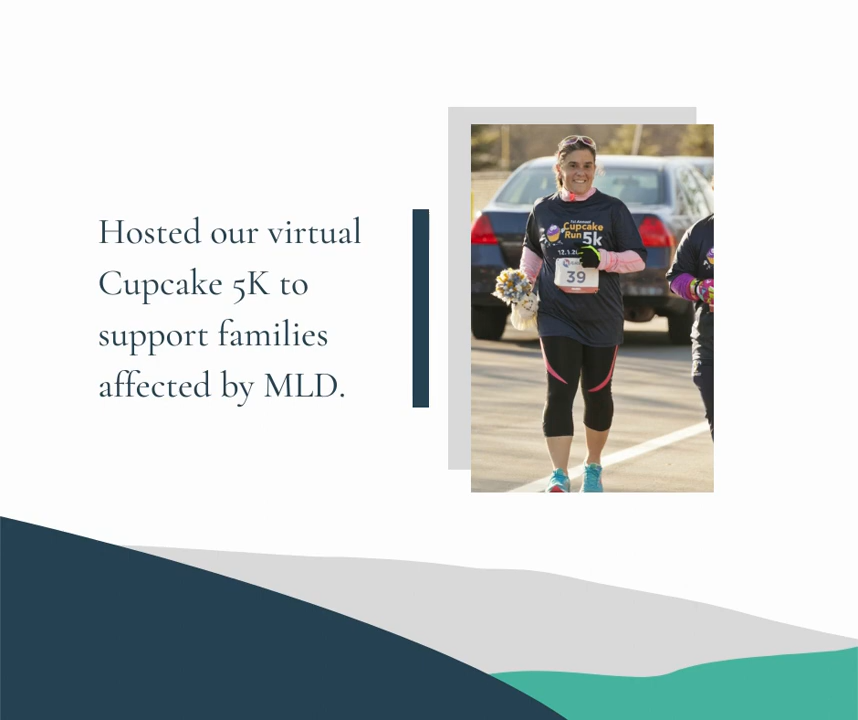 Hosted our virtual
Cupcake 5K to
support families
affected by MLD.
Cupcake
Run 5k
39